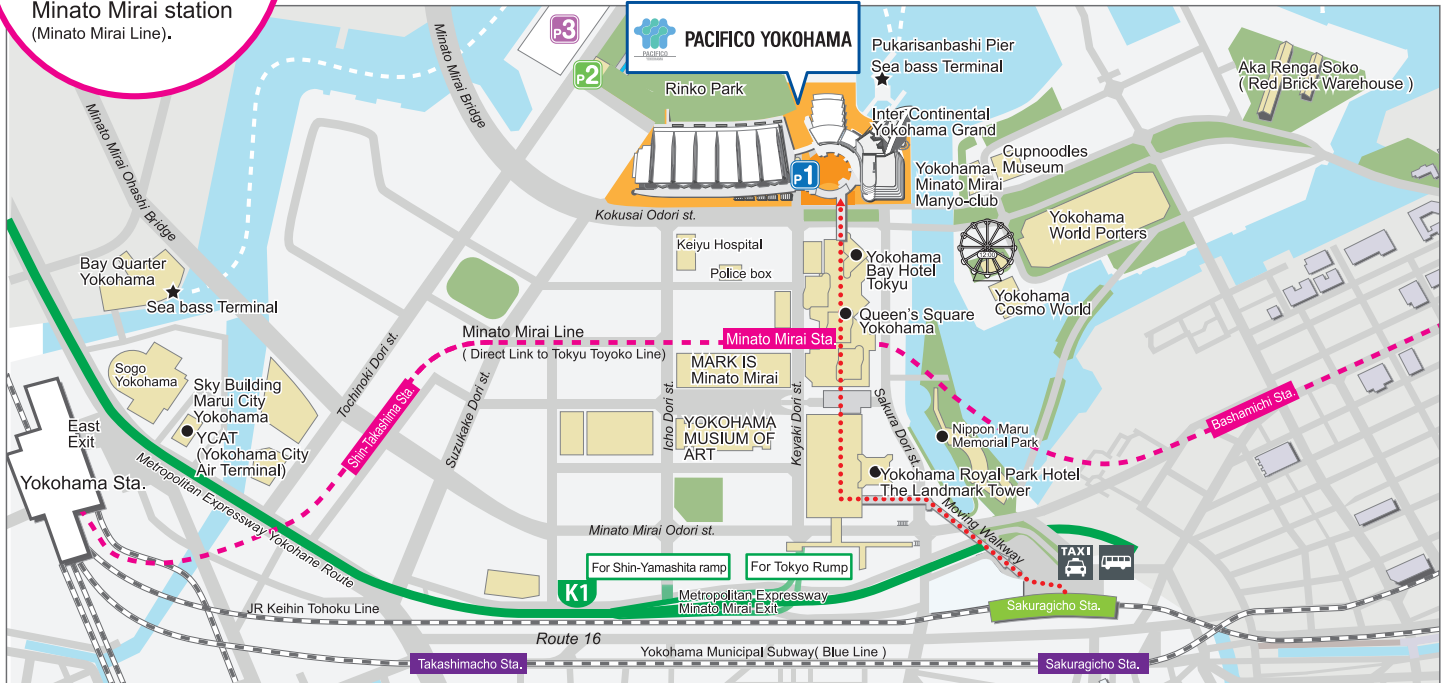 Minato Mirai station
(Minato Mirai Line).
P3
P2
PACIFICO
PACIFICO YOKOHAMA
Rinko Park
Pukarisanbashi Pier
Sea bass Terminal
Aka Renga Soko
( Red Brick Warehouse )
Inter Continental
Yokohama Grand
Cupnoodles
Museum
Yokohama-
Minato Mirai
Manyo-club
P1
Minato Mirai Bridge
Minato Mirai Ohashi Bridge
Kokusai Odori st.
Yokohama
World Porters
Keiyu Hospital
Police box
Yokohama
Bay Hotel
Tokyu
12:00
Yokohama
Cosmo World
Bay Quarter
Yokohama
Sea bass Terminal
Queen's Square
Yokohama
Minato Mirai Line
( Direct Link to Tokyu Toyoko Line)
Minato Mirai Sta.
MARK IS
Minato Mirai
Sogo
Yokohama
Sky Building
Marui City
Yokohama
YCAT
(Yokohama City
Air Terminal)
Tochinoki Dori st.
Shin-Takashima Sta.
Suzukake Dori st.
Icho Dori st.
YOKOHAMA
MUSIUM OF
ART
Keyaki Dori st.
Sakura Dori st.
Bashamichi Sta.
Nippon Maru
Memorial Park
East
Exit
Yokohama Sta.
Yokohama Royal Park Hotel
The Landmark Tower
Metropolitan Expressway Yokohane Route
Minato Mirai Odori st.
Moving Walkway
TAXI
For Shin-Yamashita ramp
For Tokyo Rump
K1
Metropolitan Expressway
Minato Mirai Exit
JR Keihin Tohoku Line
Sakuragicho Sta.
Route 16
Yokohama Municipal Subway( Blue Line )
Takashimacho Sta.
Sakuragicho Sta.